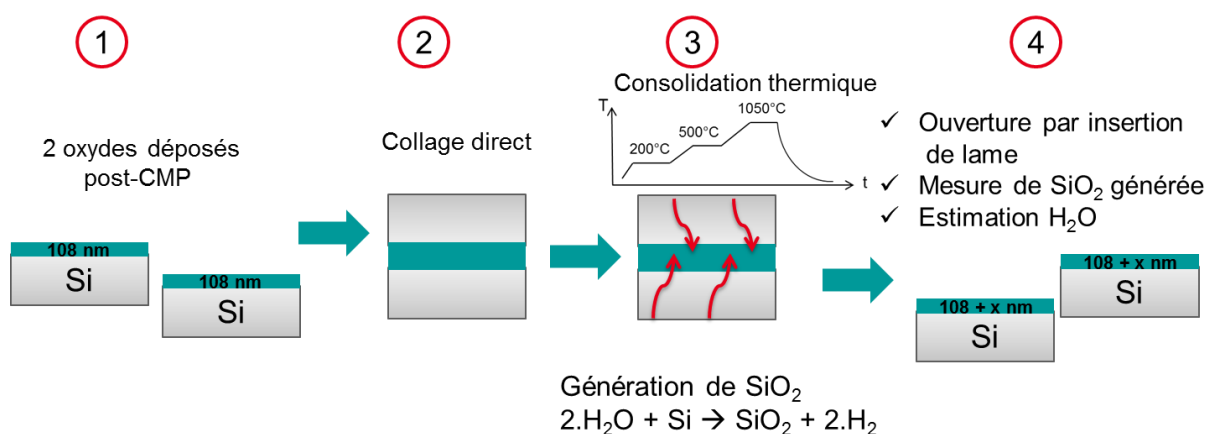 1
2 oxydes déposés
post-CMP
108 nm
Si
108 nm
Si
2
Collage direct
3
Consolidation thermique
T
200°C
500°C
1050°C
t
Génération de SiO₂
2.H₂O + Si → SiO₂ + 2.H₂
4
✓ Ouverture par insertion
de lame
✓ Mesure de SiO₂ générée
✓ Estimation H₂O
108 + x nm
Si
108 + x nm
Si